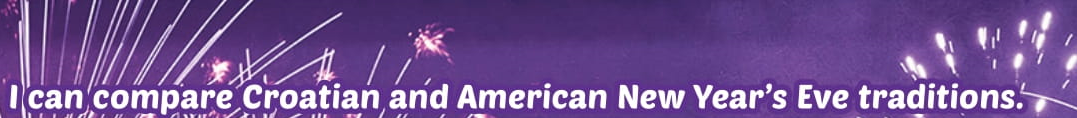 I can compare Croatian and American New Year’s Eve traditions.